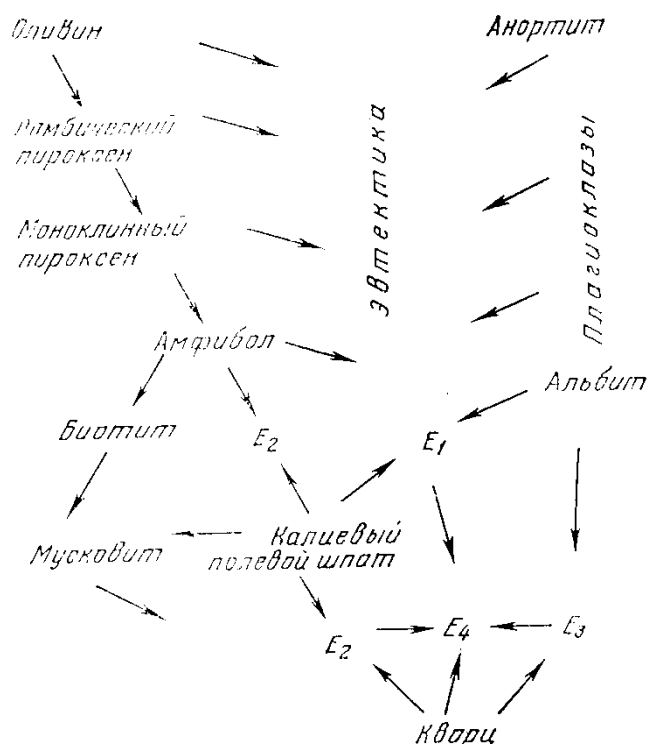 Оливин
Анортит
Ромбический
пироксен
Эвтектика
Плагиоклазы
Моноклинный
пироксен
Амфибол
Альбит
Биотит
E2
E1
Мусковит
Калиевый
полевой шпат
E2
E4
E3
Кварц